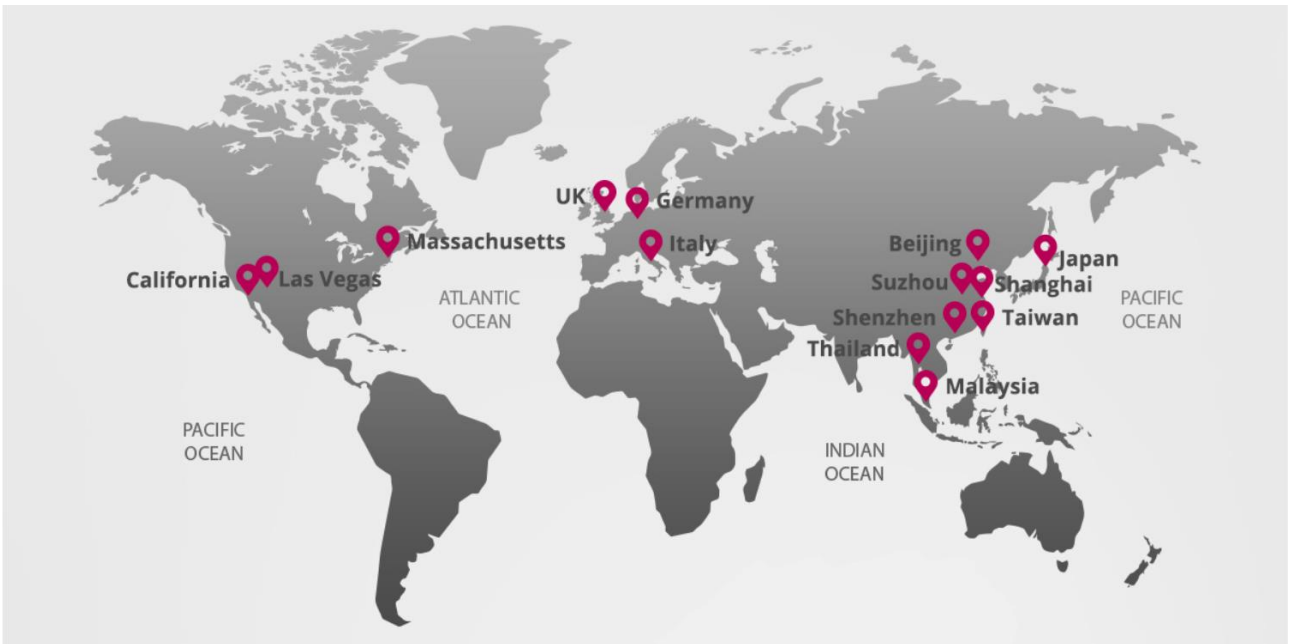 UK
Germany
Massachusetts
Italy
Beijing
Japan
California
Las Vegas
Suzhou
Shanghai
ATLANTIC
OCEAN
PACIFIC
OCEAN
Shenzhen
Taiwan
Thailand
Malaysia
PACIFIC
OCEAN
INDIAN
OCEAN